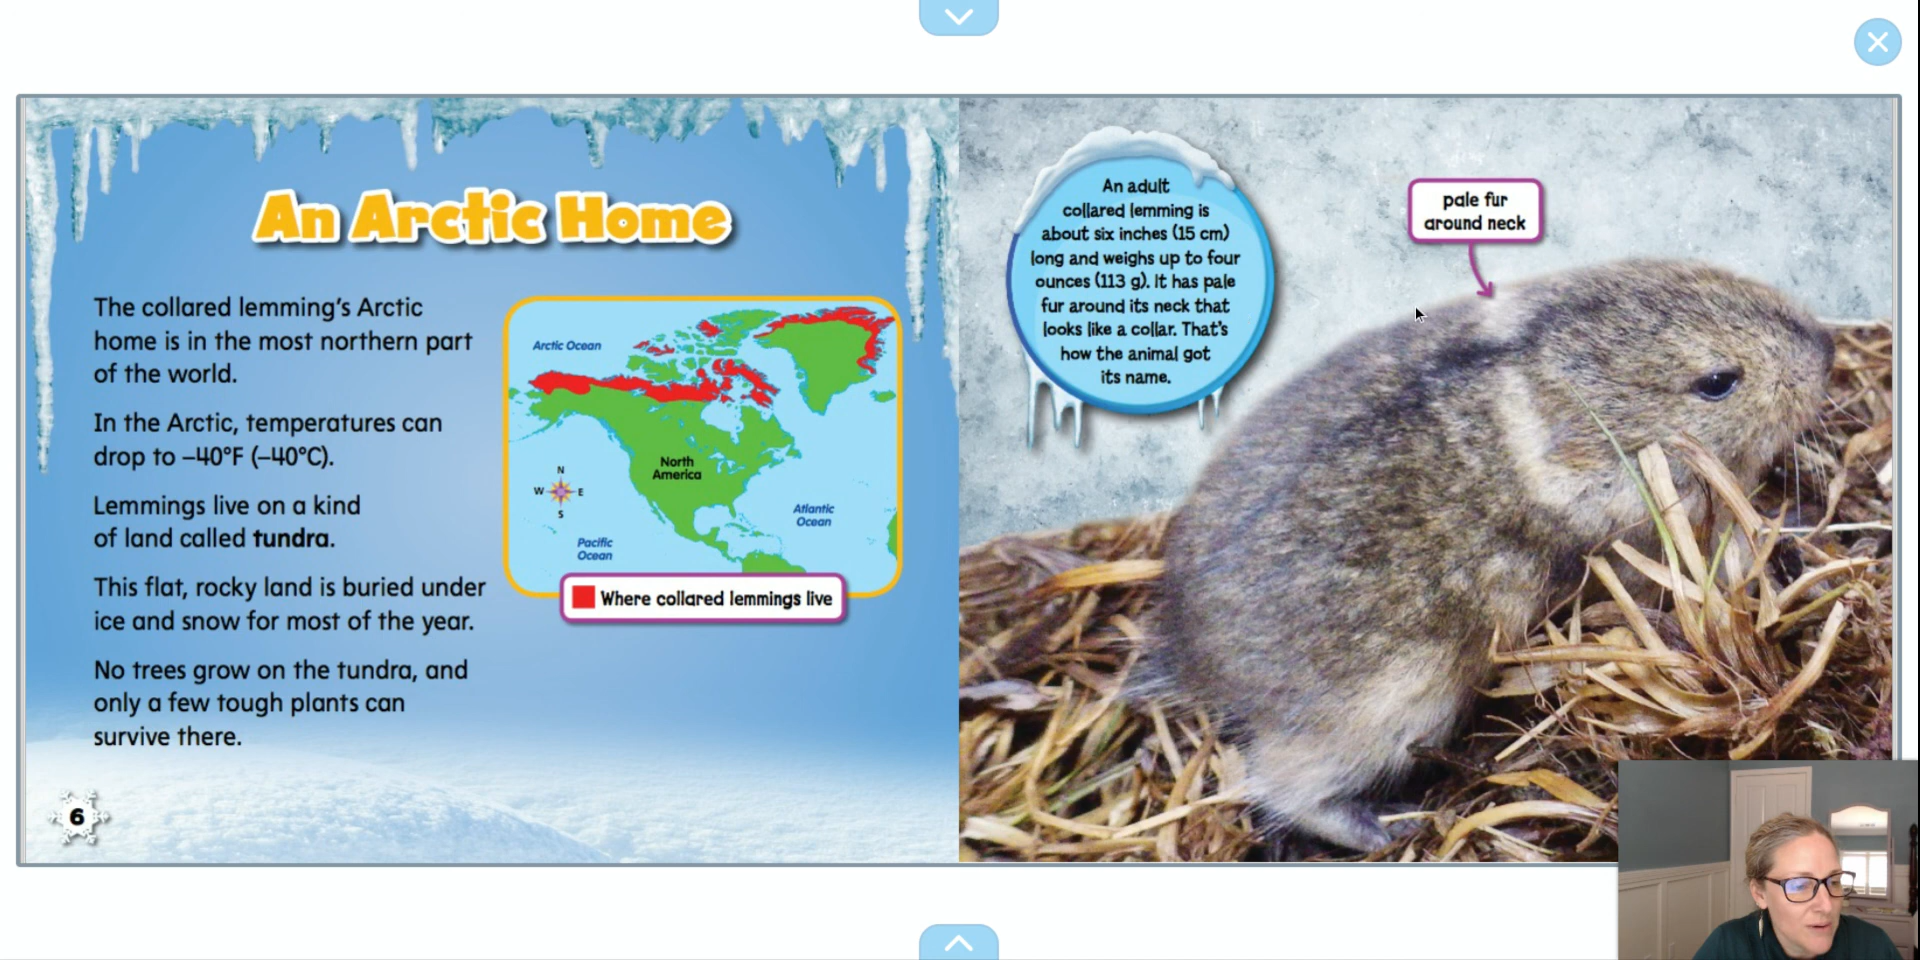 An Arctic Home
The collared lemming's Arctic
home is in the most northern part
of the world.
In the Arctic, temperatures can
drop to –40°F (–40°C).
Lemmings live on a kind
of land called tundra.
This flat, rocky land is buried under
ice and snow for most of the year.
No trees grow on the tundra, and
only a few tough plants can
survive there.
Arctic Ocean
North
America
N
W E
S
Atlantic
Ocean
Pacific
Ocean
Where collared lemmings live
6
An adult
collared lemming is
about six inches (15 cm)
long and weighs up to four
ounces (113 g). It has pale
fur around its neck that
looks like a collar. That's
how the animal got
its name.
pale fur
around neck